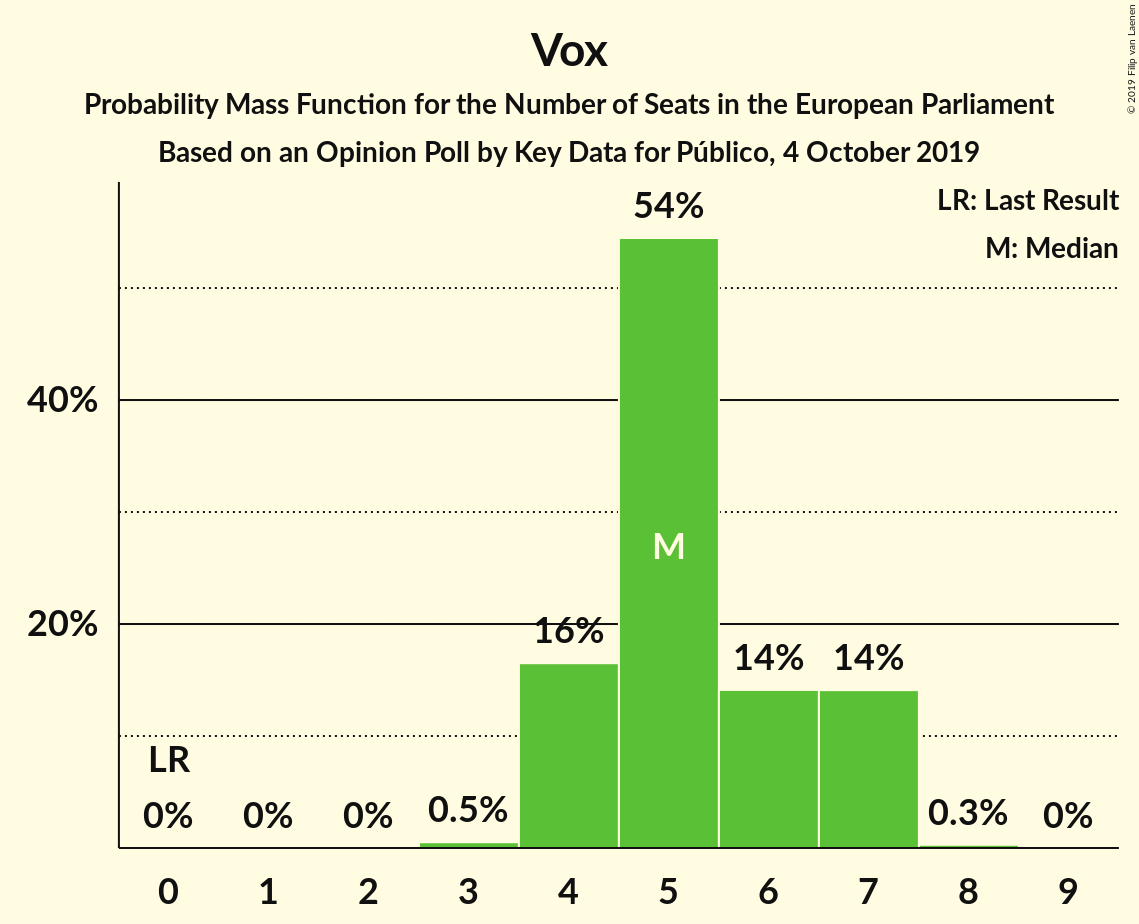 Vox
Probability Mass Function for the Number of Seats in the European Parliament
Based on an Opinion Poll by Key Data for Público, 4 October 2019
© 2019 Filip van Laenen
LR: Last Result
M: Median
54%
40%
M
20%
16%
14%
14%
LR
0%
0%
0%
0.5%
0.3%
0%
0
1
2
3
4
5
6
7
8
9